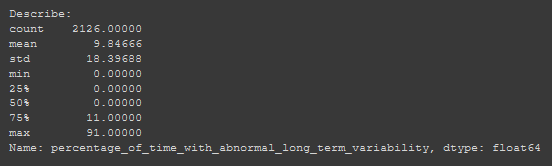 Describe:
count    2126.00000
mean        9.84666
std        18.39688
min         0.00000
25%         0.00000
50%         0.00000
75%        11.00000
max        91.00000
Name: percentage_of_time_with_abnormal_long_term_variability, dtype: float64